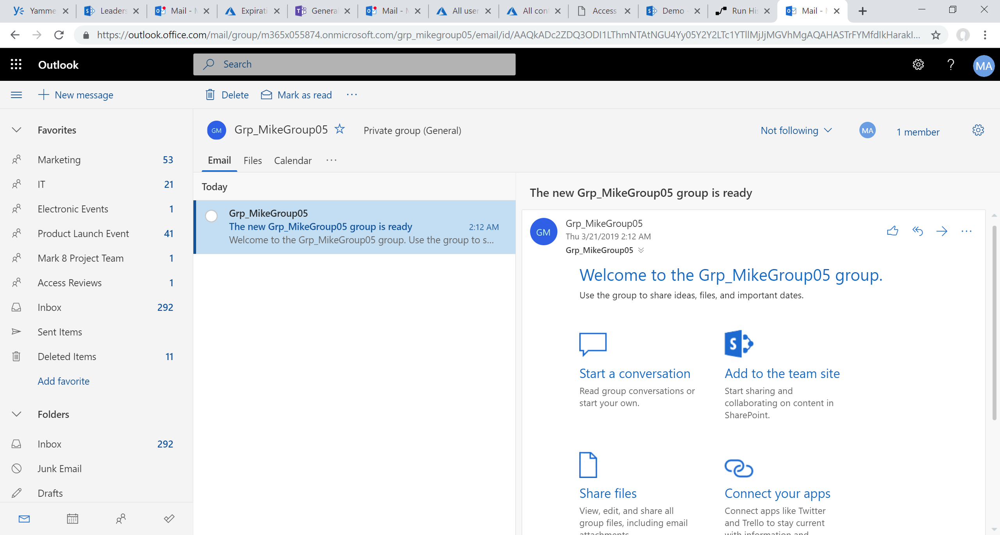 Yamme
Leaders
Mail -
Expirati
General
Mail -
All user
All con
Access
Demo -
Run His
Mail -
https://outlook.office.com/mail/group/m365x055874.onmicrosoft.com/grp_mikegroup05/email/id/
Outlook
Search
MA
New message
Delete
Mark as read
Favorites
Marketing 53
IT 21
Electronic Events 1
Product Launch Event 41
Mark 8 Project Team 1
Access Reviews 1
Inbox 292
Sent Items
Deleted Items 11
Add favorite
Folders
Inbox 292
Junk Email
Drafts
GM Grp_MikeGroup05 Private group (General)
Not following MA 1 member
Email Files Calendar
Today
Grp_MikeGroup05
The new Grp_MikeGroup05 group is ready 2:12 AM
Welcome to the Grp_MikeGroup05 group. Use the group to s...
The new Grp_MikeGroup05 group is ready
GM
Grp_MikeGroup05
Thu 3/21/2019 2:12 AM
Grp_MikeGroup05
Welcome to the Grp_MikeGroup05 group.
Use the group to share ideas, files, and important dates.
Start a conversation
Read group conversations or
start your own.
Add to the team site
Start sharing and
collaborating on content in
SharePoint.
Share files
View, edit, and share all
group files, including email
attachments
Connect your apps
Connect apps like Twitter
and Trello to stay current
with information and